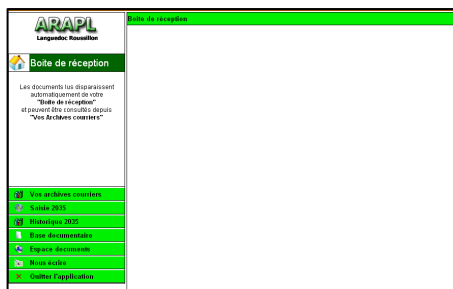 ARAPL
Languedoc Roussillon
Boite de réception
Boite de réception
Les documents lus disparaissent
automatiquement de votre
"Boite de réception"
et peuvent être consultés depuis
"Vos Archives courriers"
Vos archives courriers
Saisie 2035
Historique 2035
Base documentaire
Espace documents
Nous écrire
Quitter l'application